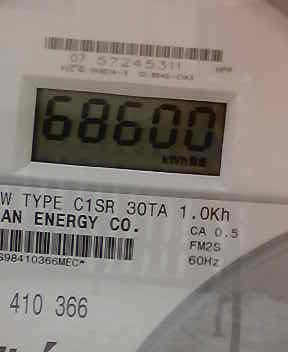 07 57245311
68600
kWh
W TYPE C1SR 30TA 1.0Kh
AN ENERGY CO.
CA 0.5
FM2S
S98410366MEC*
60Hz
410 366